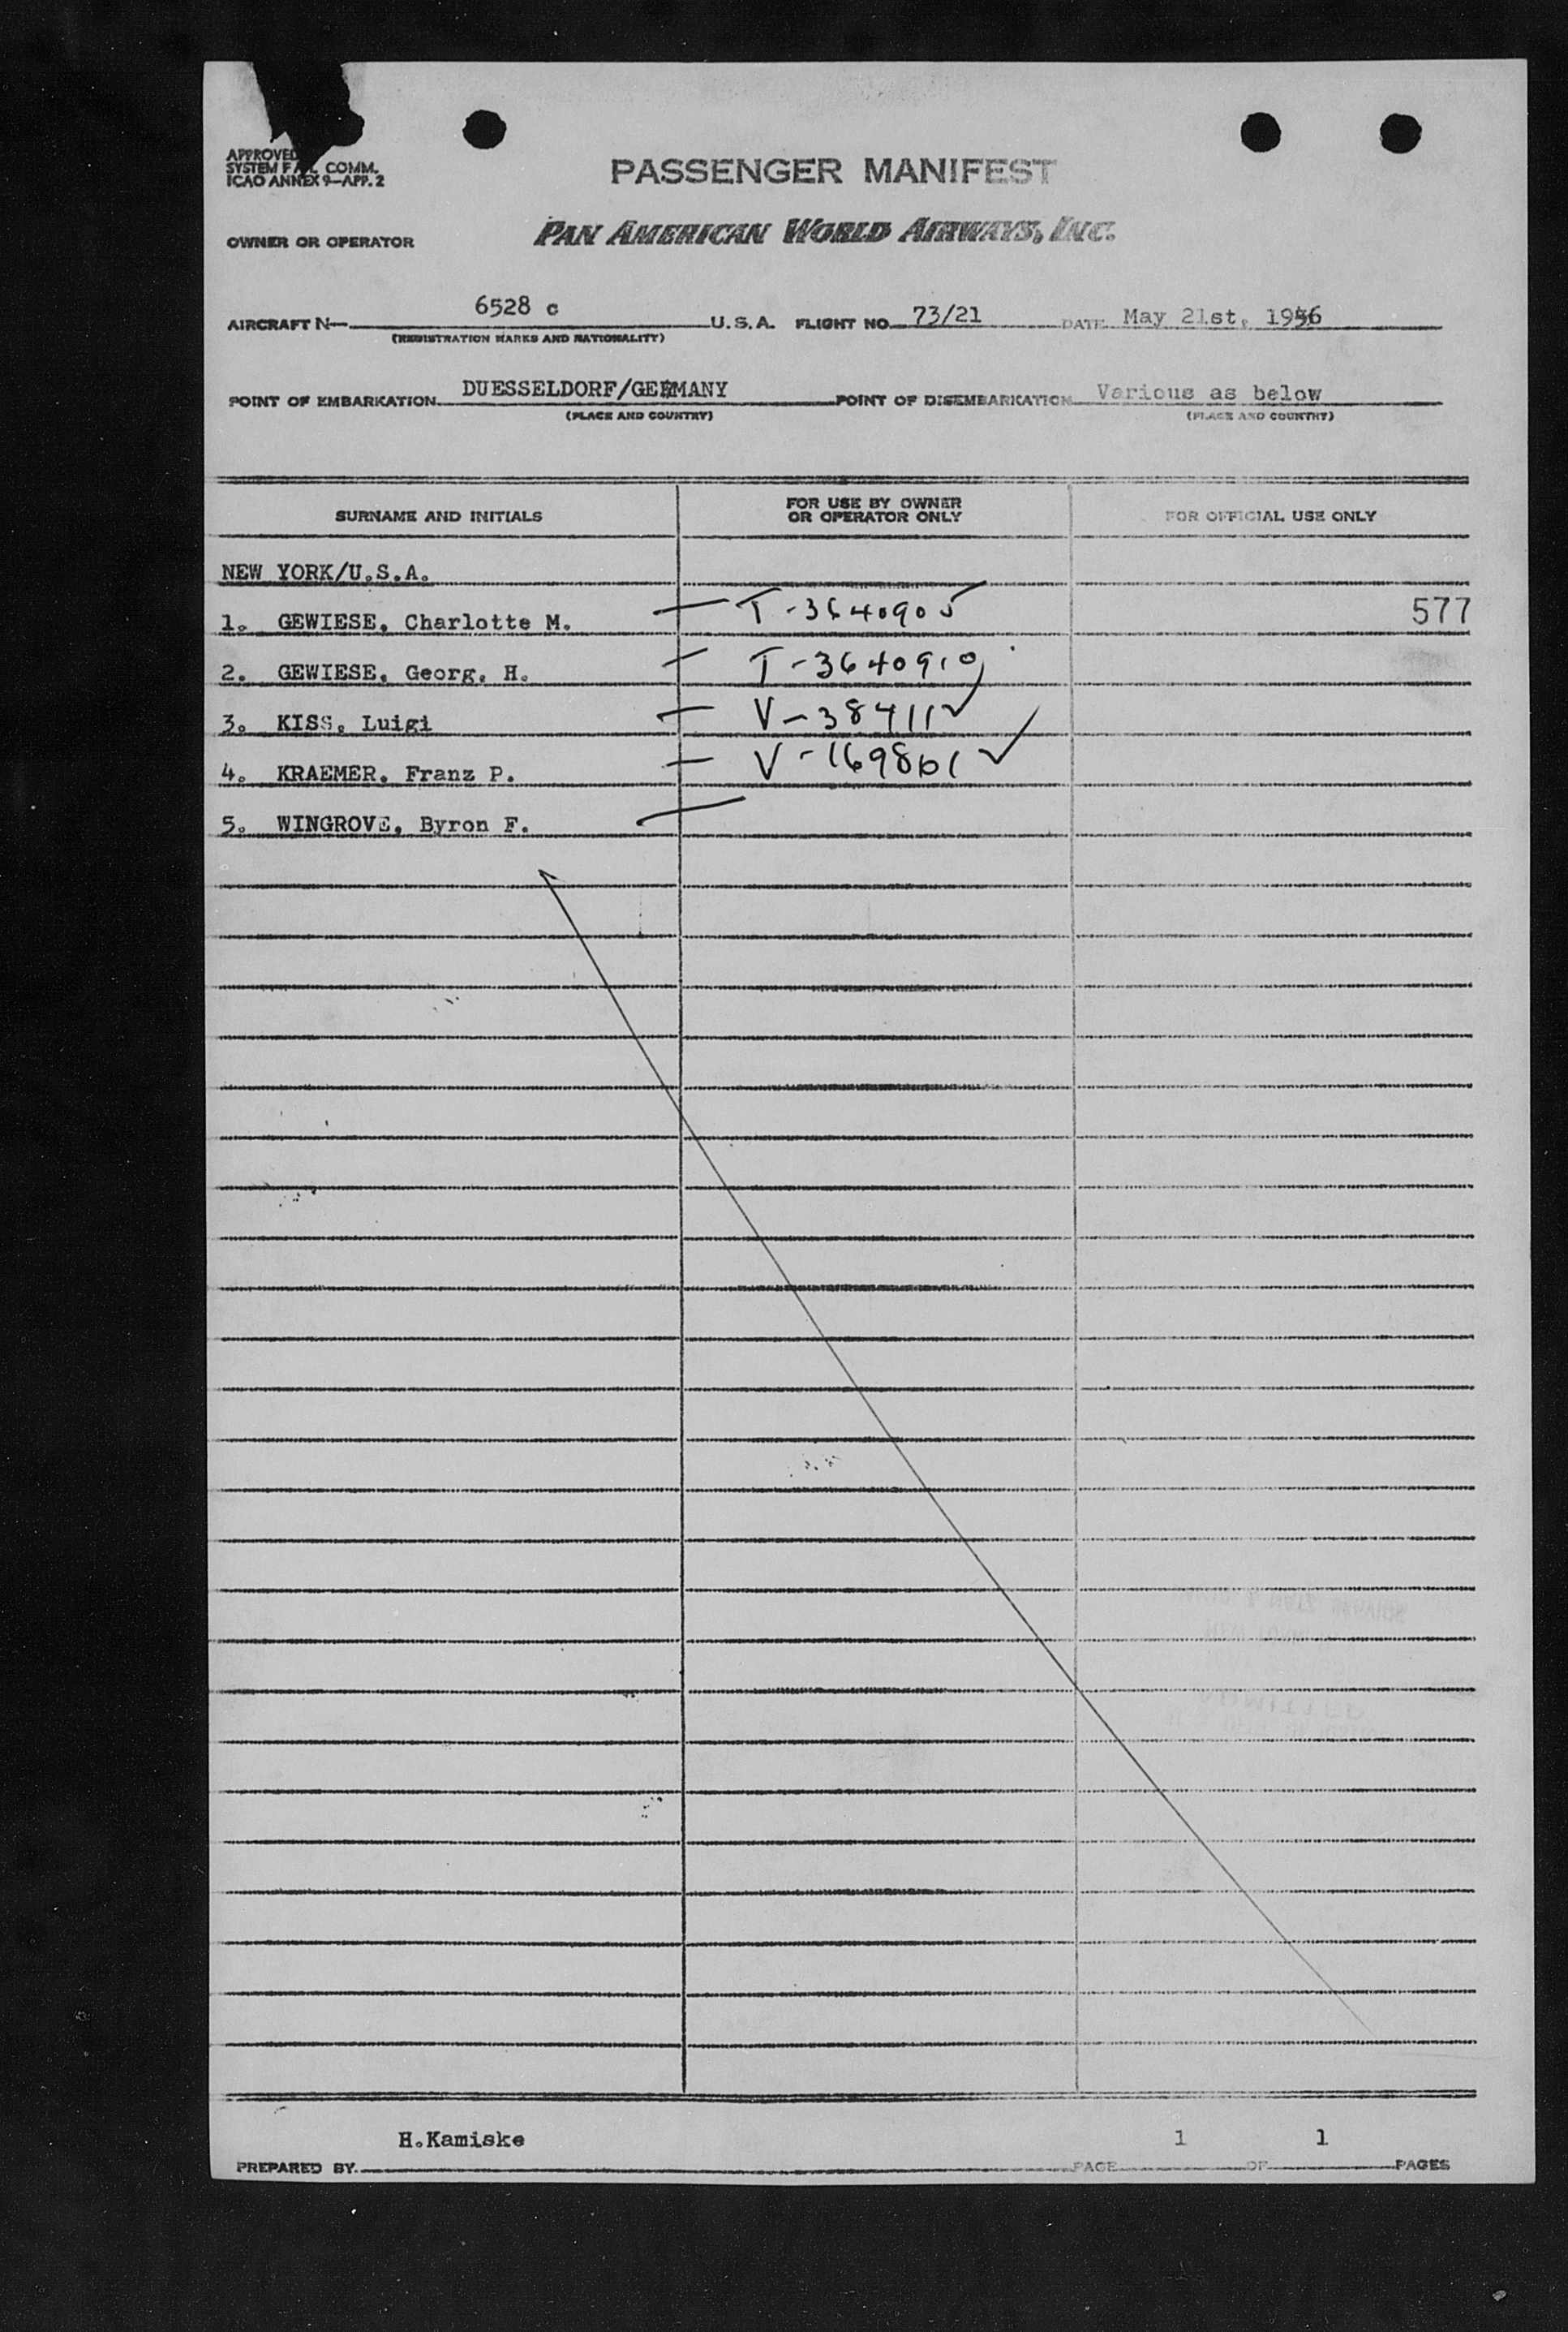 APPROVED
SYSTEM FAL COMM.
ICAO ANNEX 9—APP. 2
PASSENGER MANIFEST
OWNER OR OPERATOR PAN AMERICAN WORLD AIRWAYS, INC.
AIRCRAFT N— 6528 c U.S.A. FLIGHT NO. 73/21 DATE May 21st, 1956
(REGISTRATION MARKS AND NATIONALITY)
POINT OF EMBARKATION DUESSELDORF/GERMANY POINT OF DISEMBARKATION Various as below
(PLACE AND COUNTRY) (PLACE AND COUNTRY)
SURNAME AND INITIALS FOR USE BY OWNER OR OPERATOR ONLY FOR OFFICIAL USE ONLY
NEW YORK/U.S.A.
1. GEWIESE, Charlotte M. — T-3640905 577
2. GEWIESE, Georg. H. — T-3640910
3. KISS, Luigi — V-38411 ✓
4. KRAEMER, Franz P. — V-169861 ✓
5. WINGROVE, Byron F. —
H.Kamiske 1 1
PREPARED BY. PAGE OF PAGES